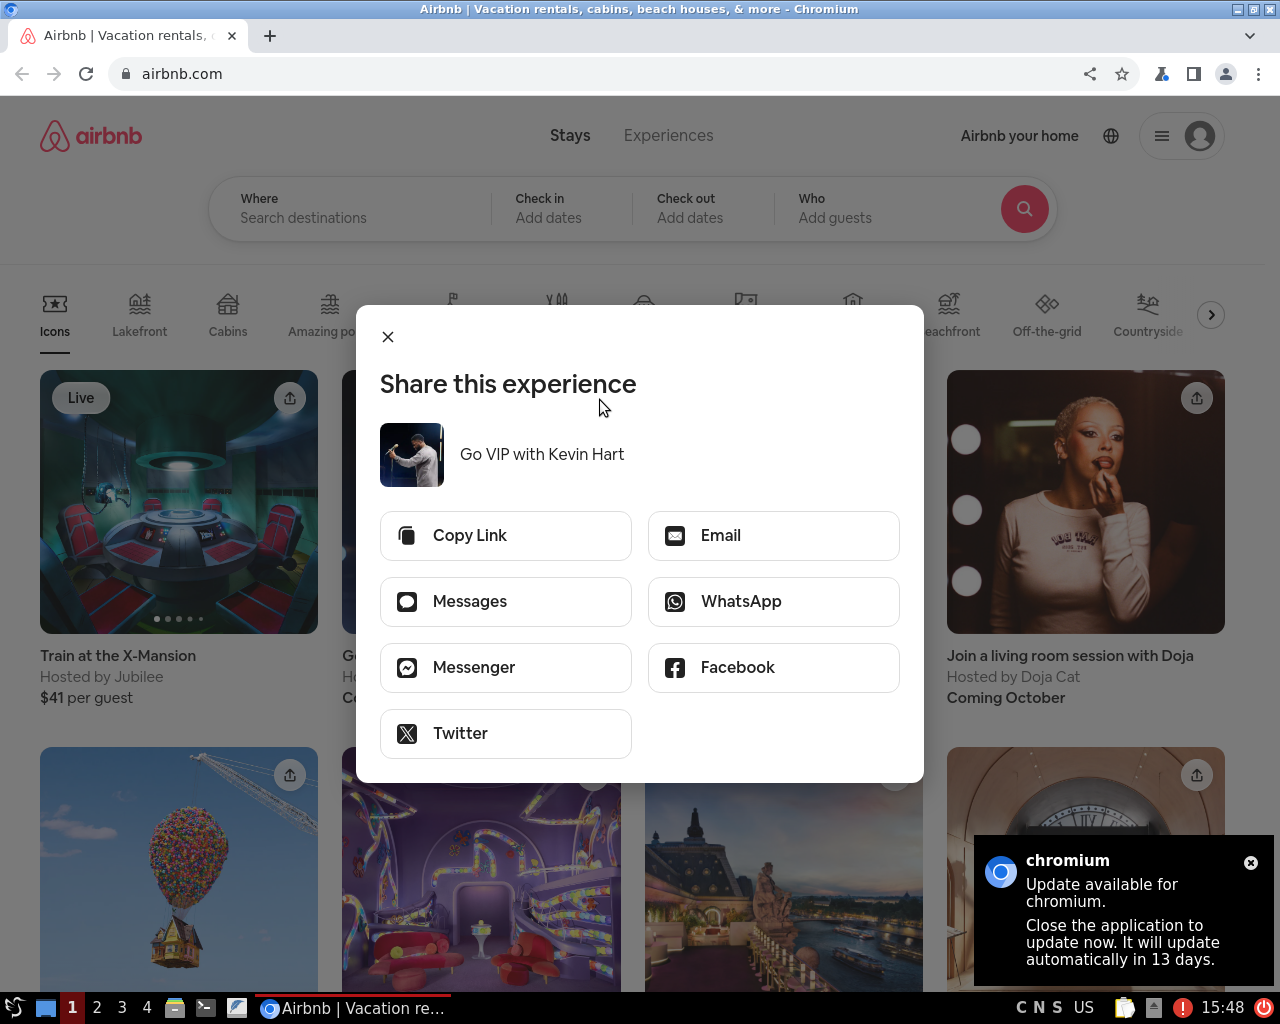 Airbnb | Vacation rentals, cabins, beach houses, & more - Chromium
Airbnb | Vacation rentals,
airbnb.com
airbnb
Stays
Experiences
Airbnb your home
Where
Search destinations
Check in
Add dates
Check out
Add dates
Who
Add guests
Icons
Lakefront
Cabins
Amazing po
eachfront
Off-the-grid
Countryside
Share this experience
Go VIP with Kevin Hart
Copy Link
Email
Messages
WhatsApp
Messenger
Facebook
Twitter
Live
Train at the X-Mansion
Hosted by Jubilee
$41 per guest
Join a living room session with Doja
Hosted by Doja Cat
Coming October
chromium
Update available for
chromium.
Close the application to
update now. It will update
automatically in 13 days.
1 2 3 4
Airbnb | Vacation re...
C N S US
15:48